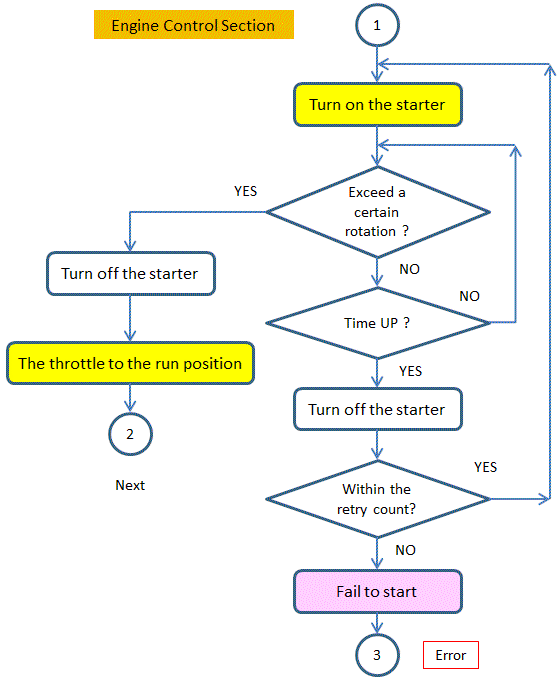 Engine Control Section
1
Turn on the starter
Exceed a
certain
rotation ?
YES
NO
Turn off the starter
Time UP ?
NO
YES
The throttle to the run position
Turn off the starter
2
Next
Within the
retry count?
YES
NO
Fail to start
3
Error